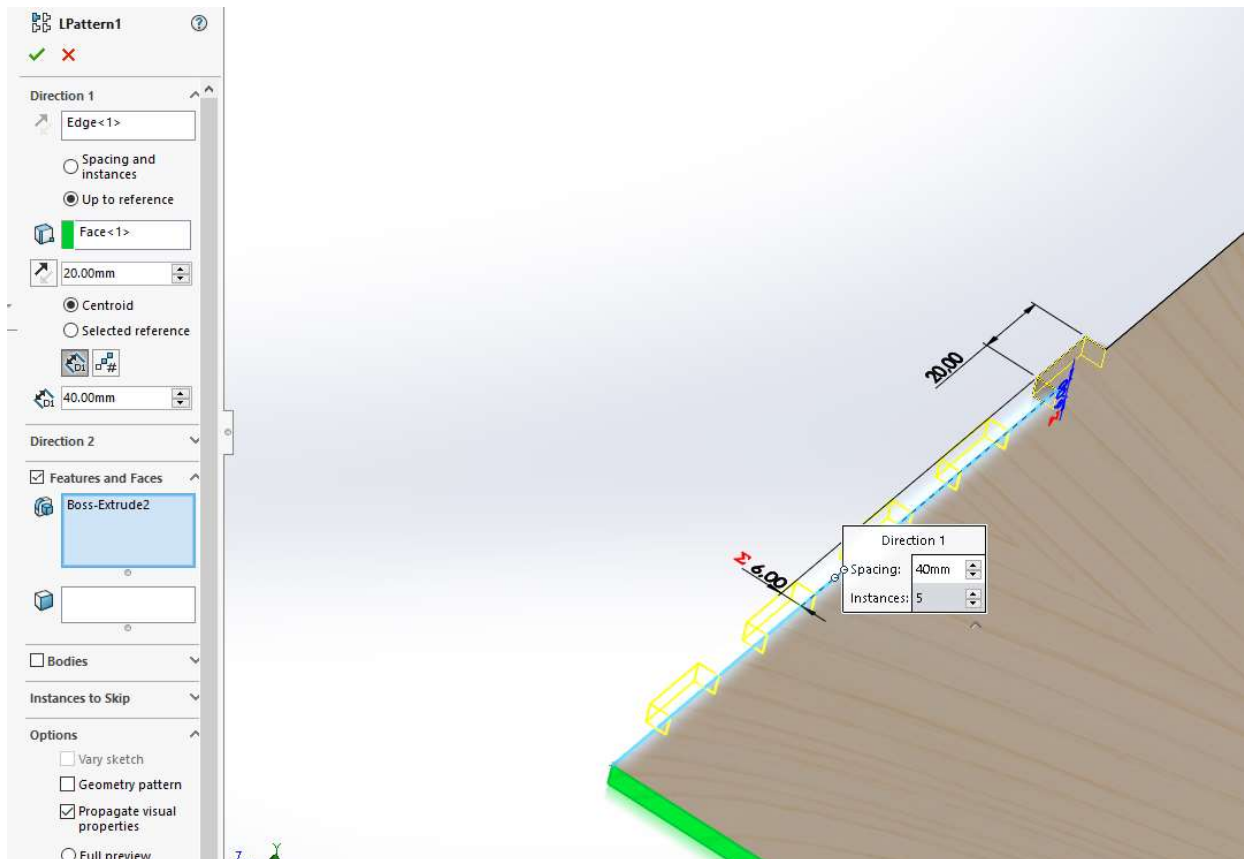 LPattern1
Direction 1
Edge<1>
Spacing and
instances
Up to reference
Face<1>
20.00mm
Centroid
Selected reference
D1
#
D1
40.00mm
Direction 2
Features and Faces
Boss-Extrude2
Bodies
Instances to Skip
Options
Vary sketch
Geometry pattern
Propagate visual
properties
Full preview
20,00
Σ 6,00
Direction 1
Spacing: 40mm
Instances: 5